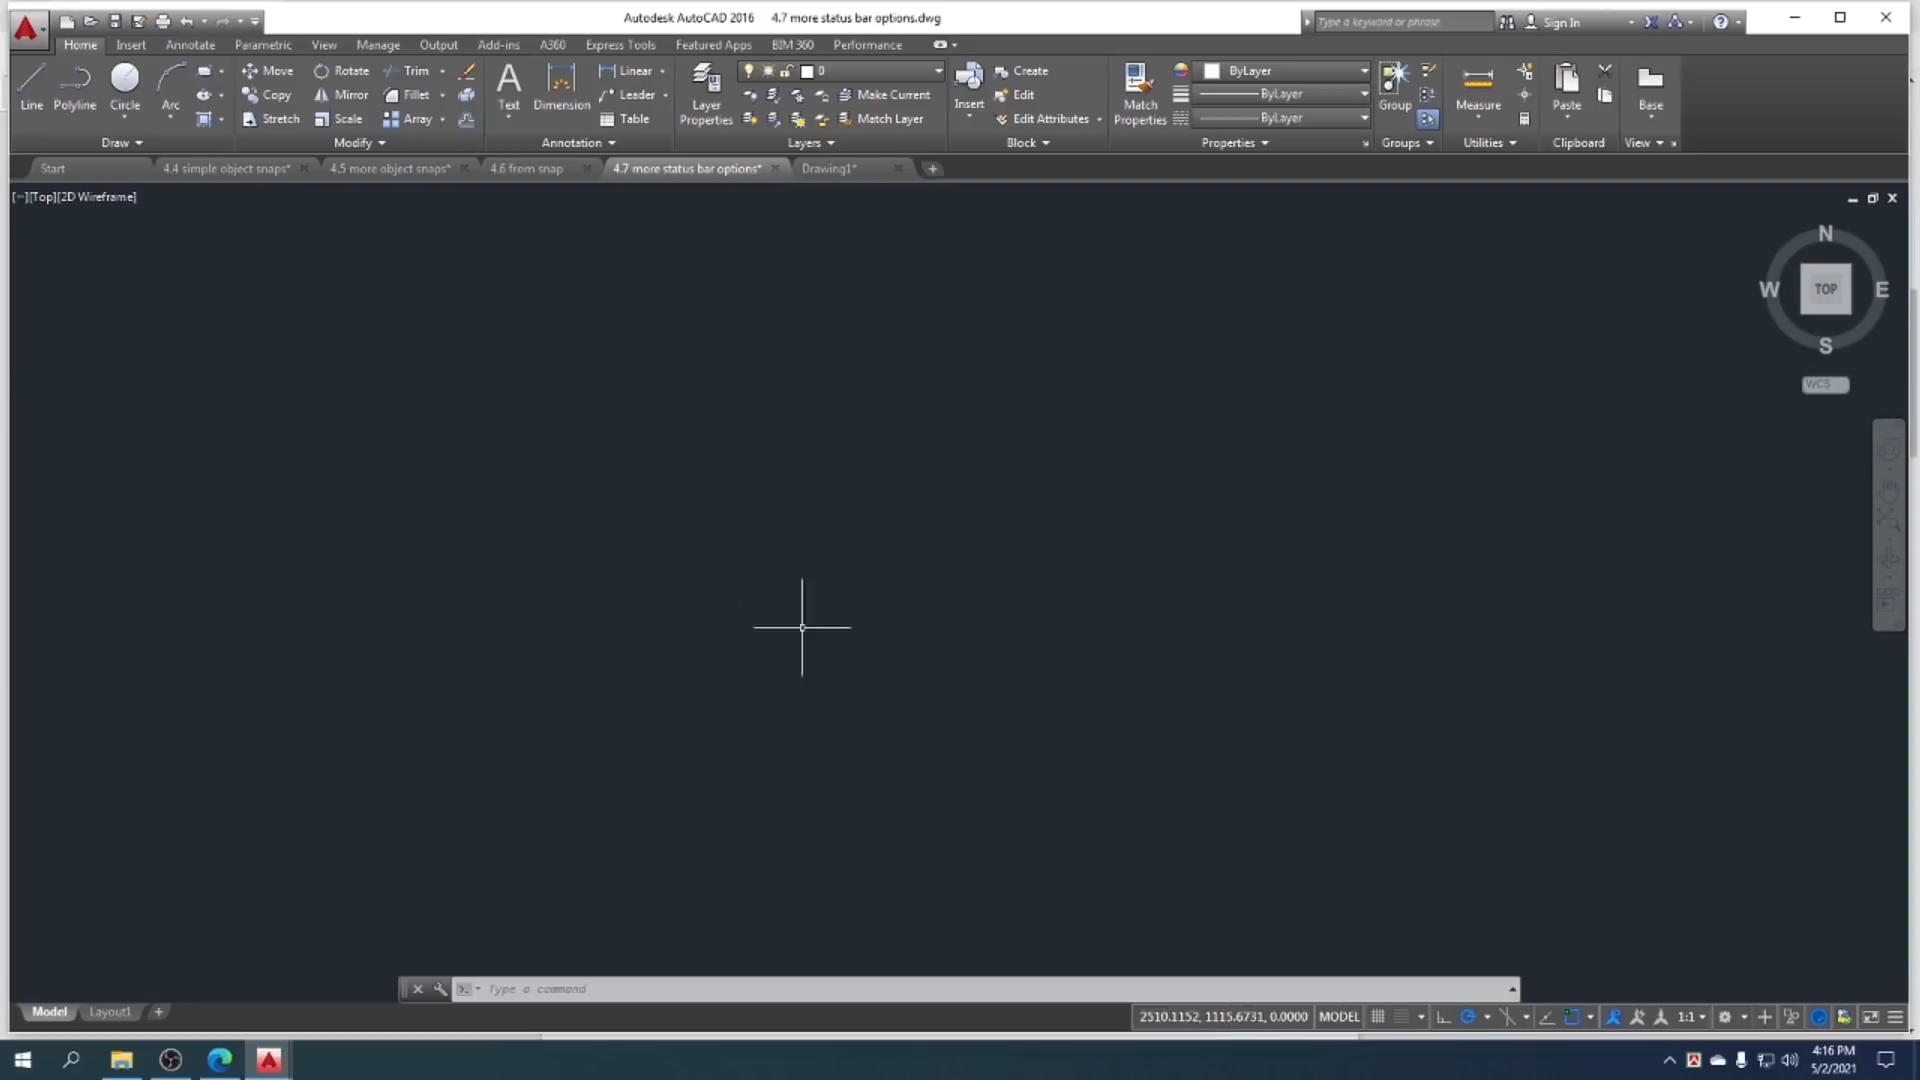 Autodesk AutoCAD 2016 4.7 more status bar options.dwg
Type a keyword or phrase
Sign In
Home Insert Annotate Parametric View Manage Output Add-ins A360 Express Tools Featured Apps BIM 360 Performance
Line Polyline Circle Arc
Move Rotate Trim
Copy Mirror Fillet
Stretch Scale Array
Text Dimension
Linear
Leader
Table
Layer Properties
0
Make Current
Match Layer
Insert
Create
Edit
Edit Attributes
Match Properties
ByLayer
ByLayer
ByLayer
Group
Measure
Paste
Base
Draw Modify Annotation Layers Block Properties Groups Utilities Clipboard View
Start 4.4 simple object snaps* 4.5 more object snaps* 4.6 from snap 4.7 more status bar options* Drawing1*
[−][Top][2D Wireframe]
N
W TOP E
S
WCS
Type a command
Model Layout1 +
2510.1152, 1115.6731, 0.0000 MODEL 1:1
4:16 PM
5/2/2021